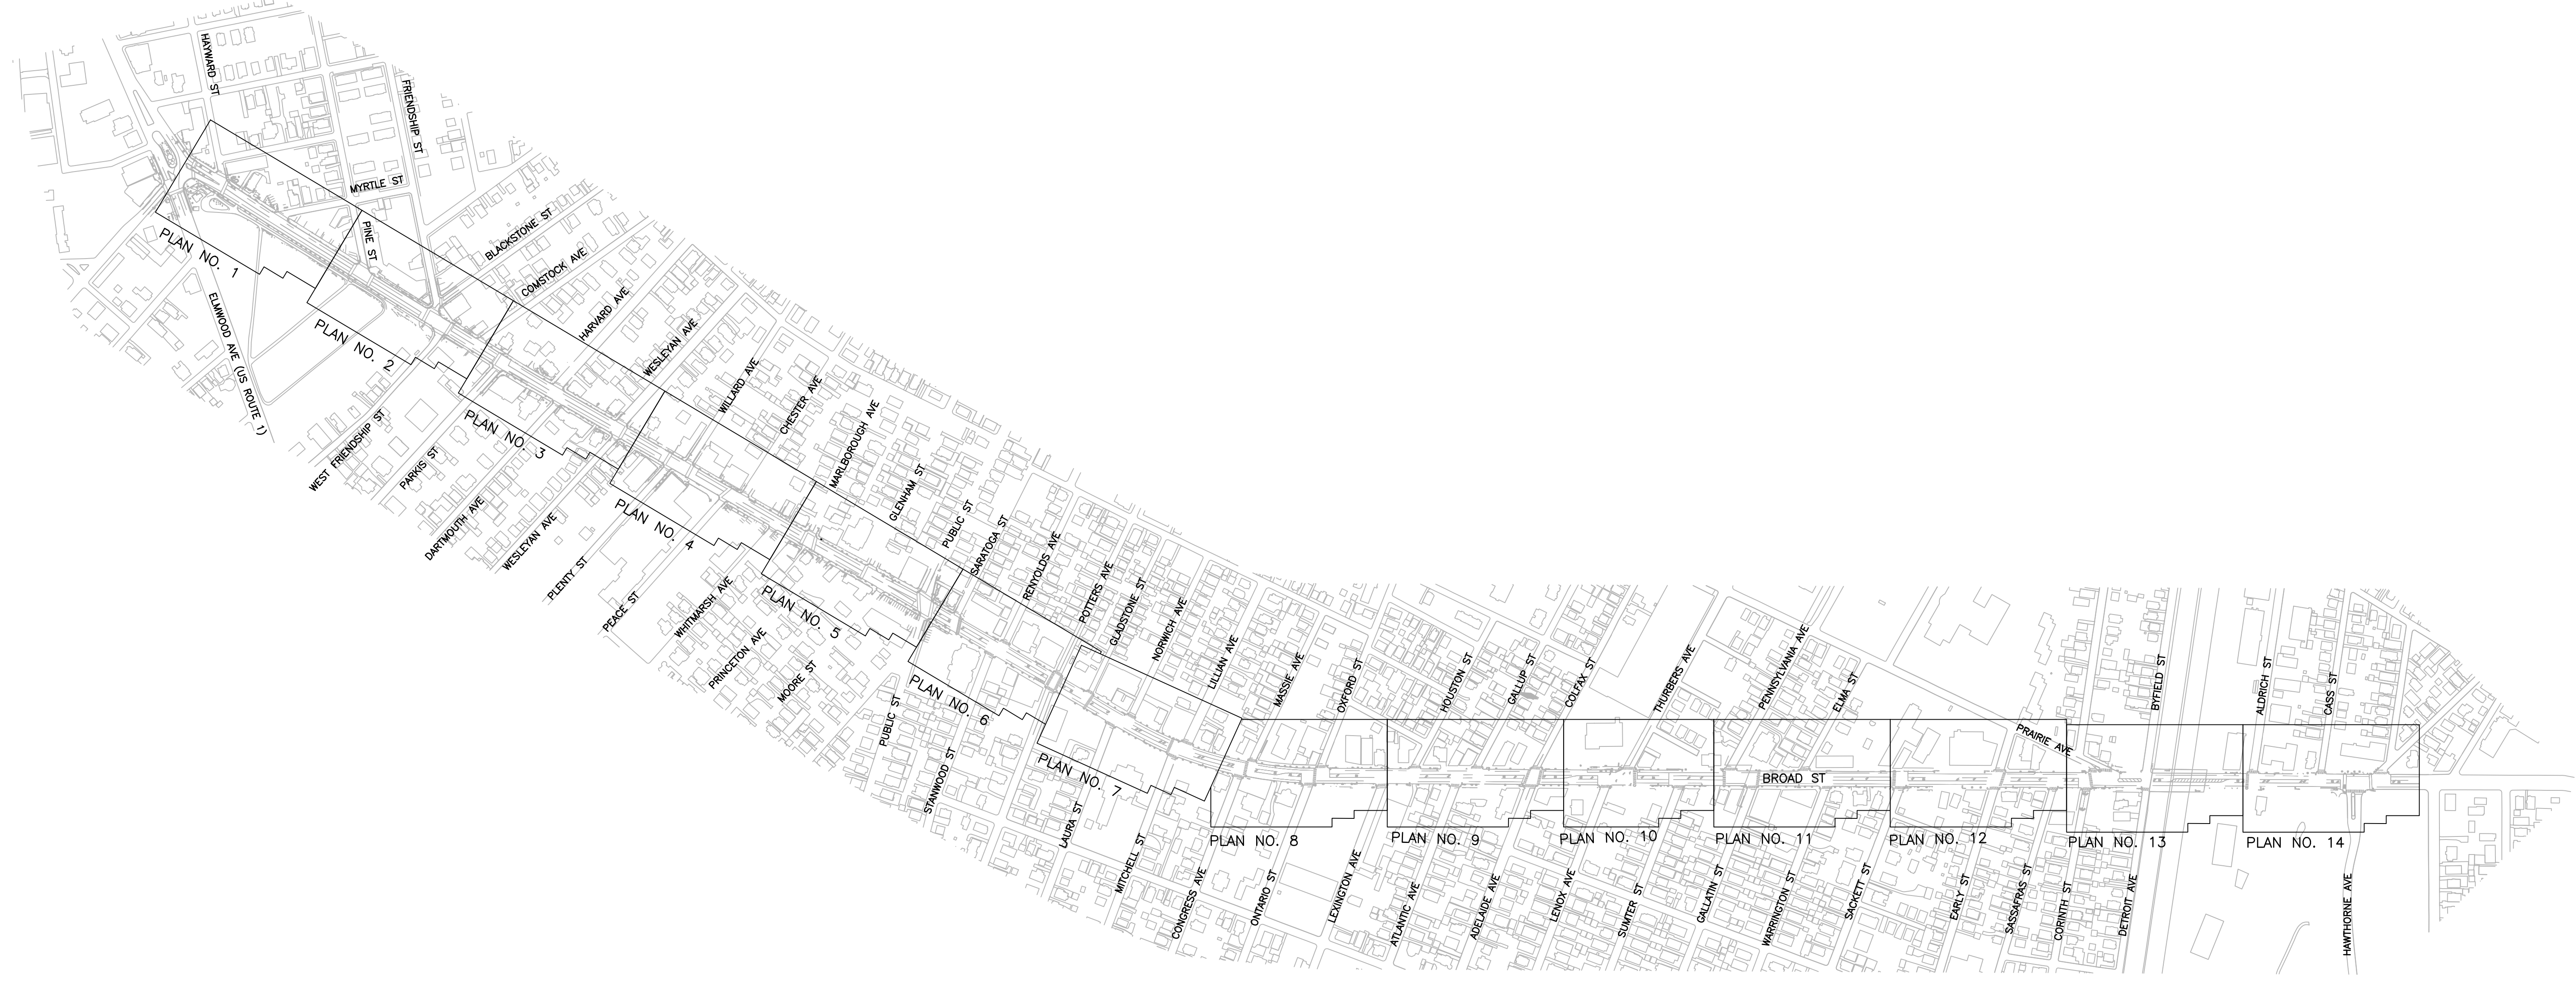 HAYWARD ST
FRIENDSHIP ST
MYRTLE ST
PINE ST
BLACKSTONE ST
COMSTOCK AVE
HARVARD AVE
WESLEYAN AVE
WILLARD AVE
CHESTER AVE
MARLBOROUGH AVE
GLENHAM ST
PUBLIC ST
SARATOGA ST
RENYOLDS AVE
POTTERS AVE
GLADSTONE ST
NORWICH AVE
LILLIAN AVE
MASSIE AVE
OXFORD ST
HOUSTON ST
GALLUP ST
COLFAX ST
THURBERS AVE
PENNSYLVANIA AVE
ELMA ST
PRAIRIE AVE
BYFIELD ST
ALDRICH ST
CASS ST
BROAD ST
PLAN NO. 1
PLAN NO. 2
PLAN NO. 3
PLAN NO. 4
PLAN NO. 5
PLAN NO. 6
PLAN NO. 7
PLAN NO. 8
PLAN NO. 9
PLAN NO. 10
PLAN NO. 11
PLAN NO. 12
PLAN NO. 13
PLAN NO. 14
ELMWOOD AVE (US ROUTE 1)
WEST FRIENDSHIP ST
PARKIS ST
DARTMOUTH AVE
WESLEYAN AVE
PLENTY ST
PEACE ST
WHITMARSH AVE
PRINCETON AVE
MOORE ST
PUBLIC ST
STANWOOD ST
LAURA ST
MITCHELL ST
CONGRESS AVE
ONTARIO ST
LEXINGTON AVE
ATLANTIC AVE
ADELAIDE AVE
LENOX AVE
SUMTER ST
GALLATIN ST
WARRINGTON ST
SACKETT ST
EARLY ST
SASSAFRAS ST
CORINTH ST
DETROIT AVE
HAWTHORNE AVE